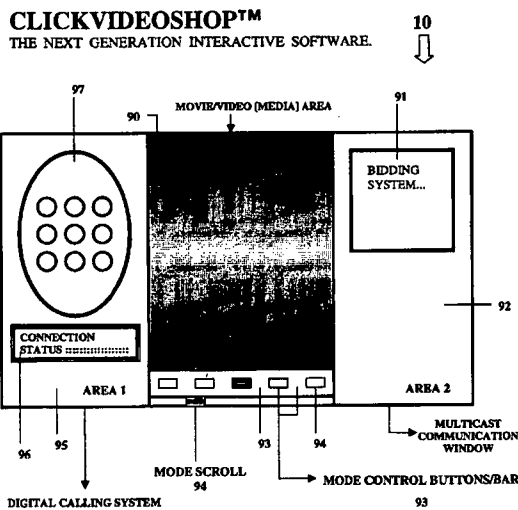 CLICKVIDEOSHOP™
THE NEXT GENERATION INTERACTIVE SOFTWARE.
10
97
90
MOVIE/VIDEO [MEDIA] AREA
91
BIDDING
SYSTEM...
92
CONNECTION
STATUS ::::::::::::::::
AREA 1
AREA 2
96
95
93
94
MULTICAST
COMMUNICATION
WINDOW
MODE SCROLL
94
MODE CONTROL BUTTONS/BAR
93
DIGITAL CALLING SYSTEM